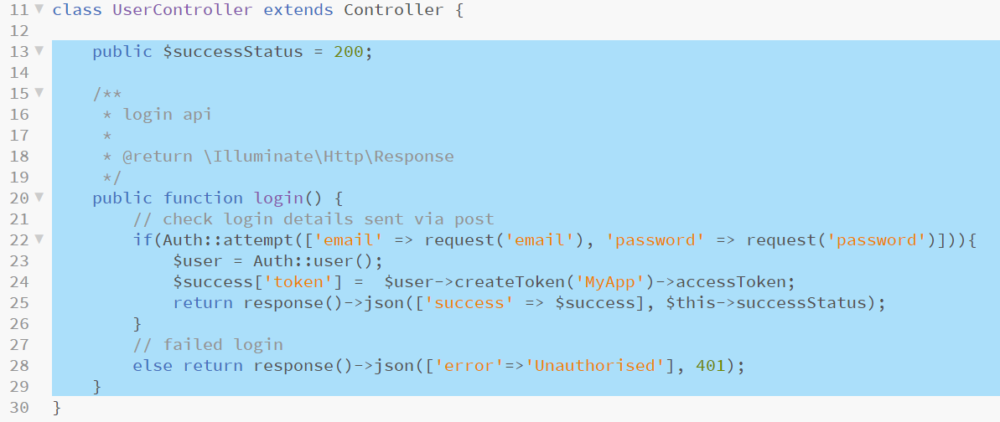 11 class UserController extends Controller {
12
13     public $successStatus = 200;
14
15     /**
16      * login api
17      *
18      * @return \Illuminate\Http\Response
19      */
20     public function login() {
21         // check login details sent via post
22         if(Auth::attempt(['email' => request('email'), 'password' => request('password')])){
23             $user = Auth::user();
24             $success['token'] =  $user->createToken('MyApp')->accessToken;
25             return response()->json(['success' => $success], $this->successStatus);
26         }
27         // failed login
28         else return response()->json(['error'=>'Unauthorised'], 401);
29     }
30 }